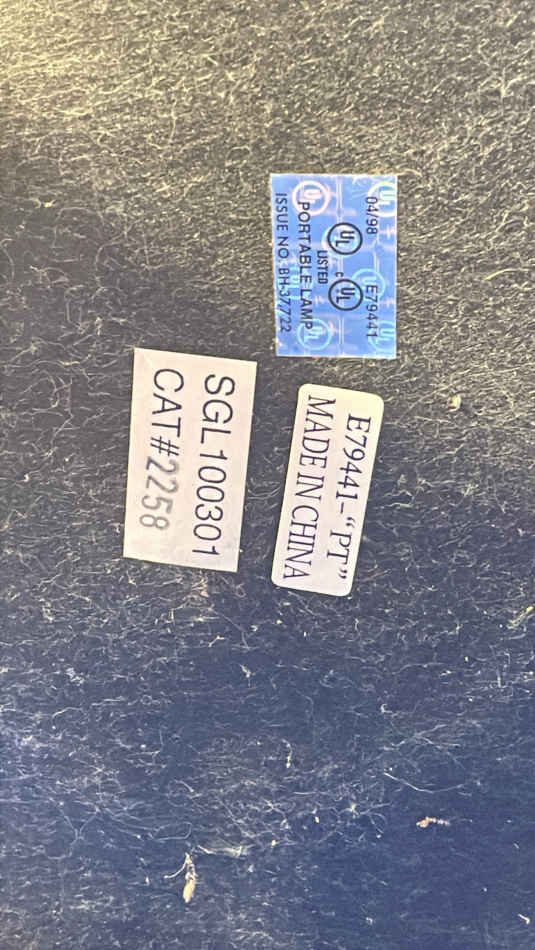 04/98 E79441
UL c UL
LISTED
PORTABLE LAMP
ISSUE NO. BH-37722
SGL100301
CAT#2258
E79441-“PT”
MADE IN CHINA